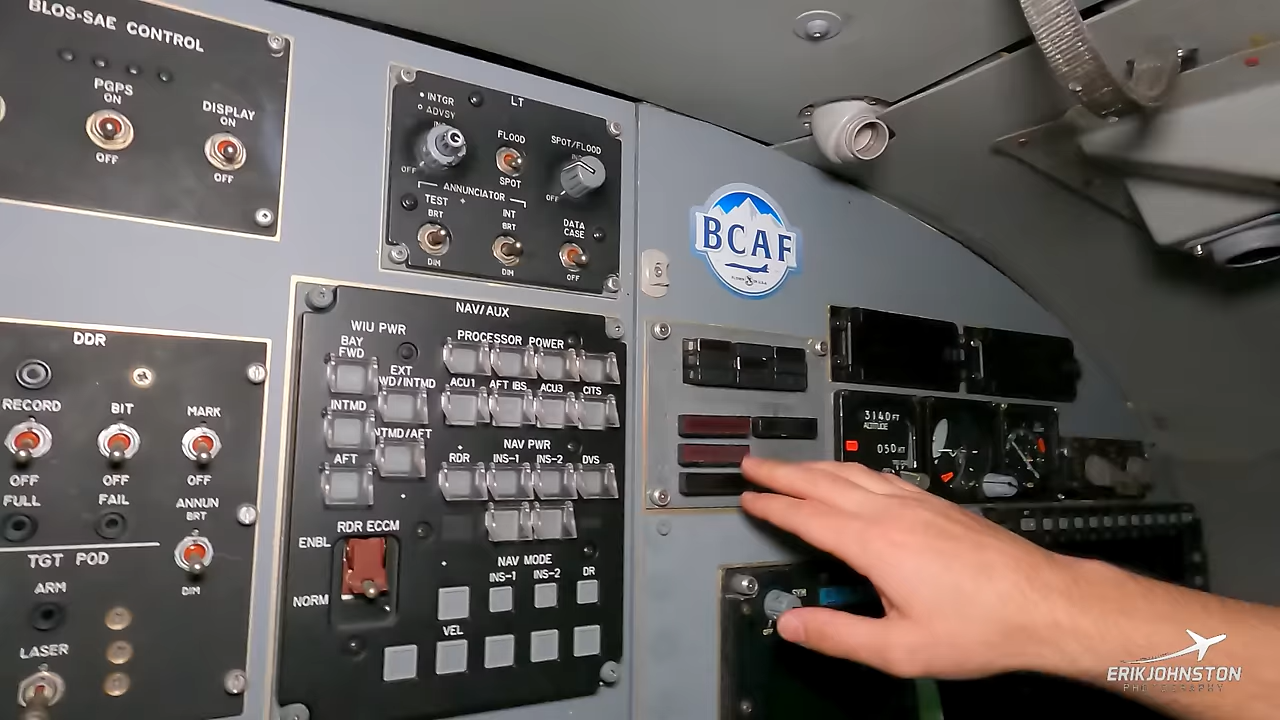 BLOS-SAE CONTROL
PGPS
ON
OFF
DISPLAY
ON
OFF
LT
INTGR
ADVSY
OFF
FLOOD
SPOT
SPOT/FLOOD
OFF
ANNUNCIATOR
TEST
BRT
DIM
INT
BRT
DIM
DATA
CASE
OFF
BCAF
DDR
RECORD
OFF
BIT
OFF
MARK
OFF
FULL
FAIL
ANNUN
BRT
DIM
TGT POD
ARM
LASER
NAV/AUX
WIU PWR
BAY
FWD
EXT
WD/INTMD
INTMD
NTMD/AFT
AFT
PROCESSOR POWER
ACU1 AFT IBS ACU3 CITS
NAV PWR
RDR INS-1 INS-2 DVS
RDR ECCM
ENBL
NORM
NAV MODE
INS-1 INS-2 DR
VEL
3140 FT
ALTITUDE
050
SYM
OFF
ERIKJOHNSTON
PHOTOGRAPHY